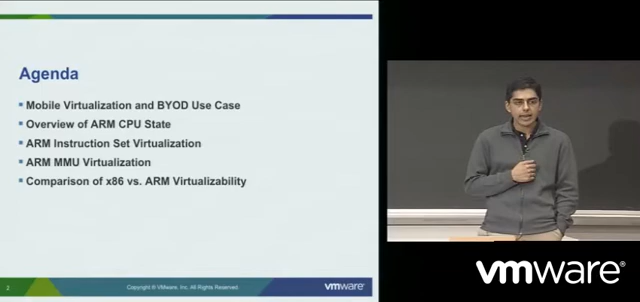 Agenda
Mobile Virtualization and BYOD Use Case
Overview of ARM CPU State
ARM Instruction Set Virtualization
ARM MMU Virtualization
Comparison of x86 vs. ARM Virtualizability
2
Copyright © VMware, Inc. All Rights Reserved.
vmware
vmware®